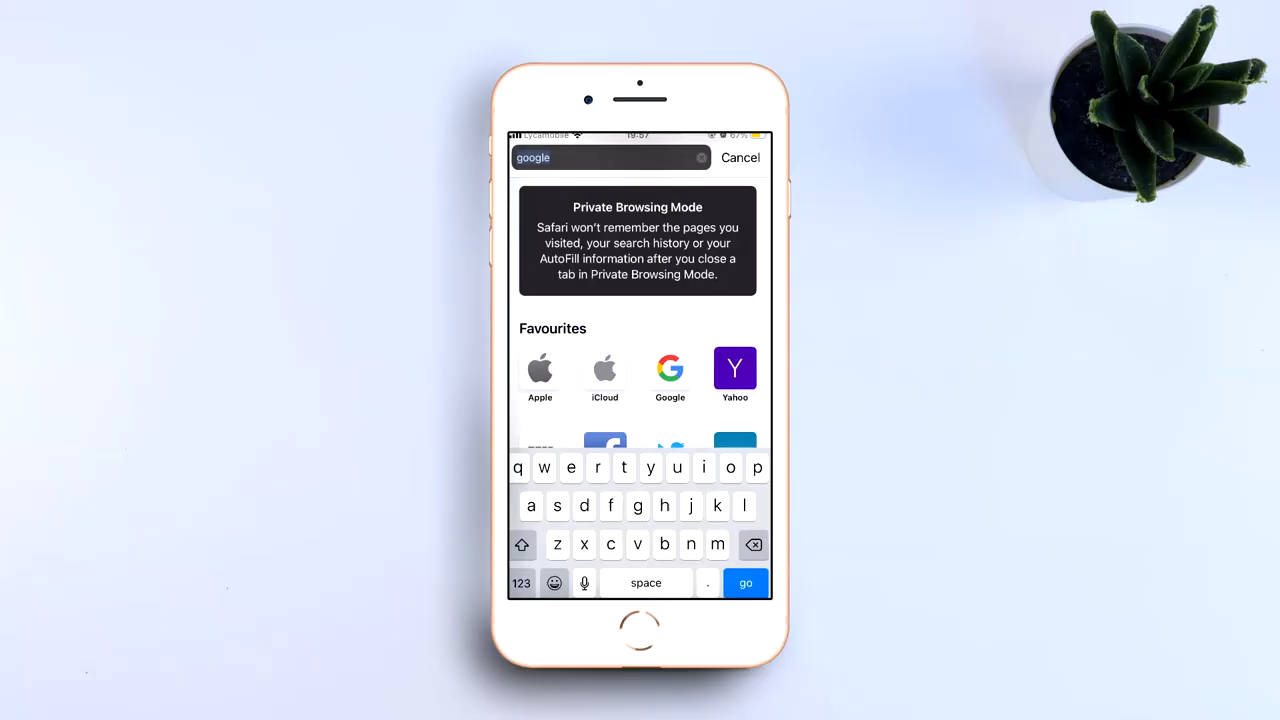 Lycamobile 19:57 67%
google Cancel
Private Browsing Mode
Safari won't remember the pages you
visited, your search history or your
AutoFill information after you close a
tab in Private Browsing Mode.
Favourites
Apple iCloud Google Yahoo
q w e r t y u i o p
a s d f g h j k l
z x c v b n m
123 space . go